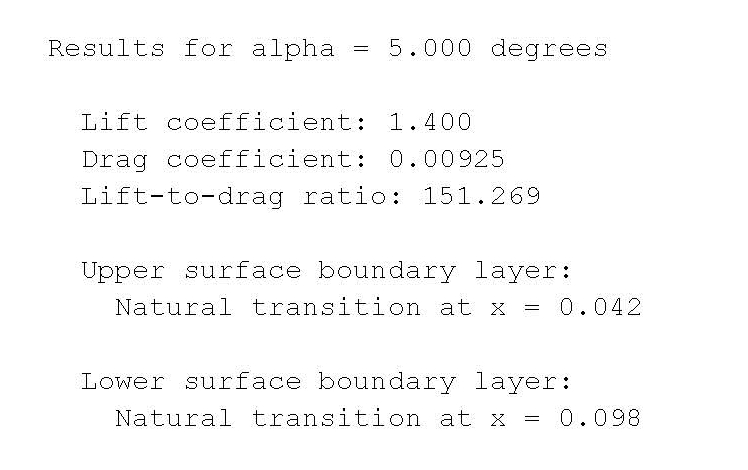 Results for alpha = 5.000 degrees
Lift coefficient: 1.400
Drag coefficient: 0.00925
Lift-to-drag ratio: 151.269
Upper surface boundary layer:
Natural transition at x = 0.042
Lower surface boundary layer:
Natural transition at x = 0.098